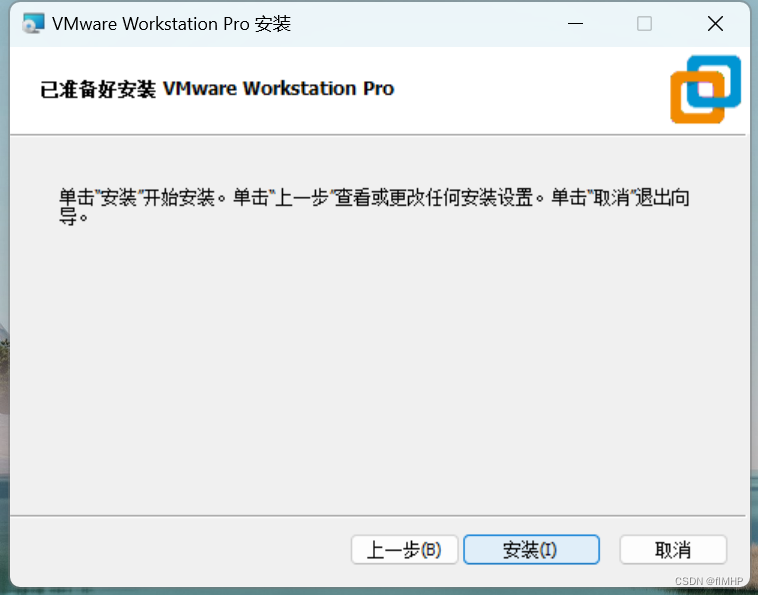 VMware Workstation Pro 安装
已准备好安装 VMware Workstation Pro
单击"安装"开始安装。单击"上一步"查看或更改任何安装设置。单击"取消"退出向
导。
上一步(B) 安装(I) 取消
CSDN @flMHP